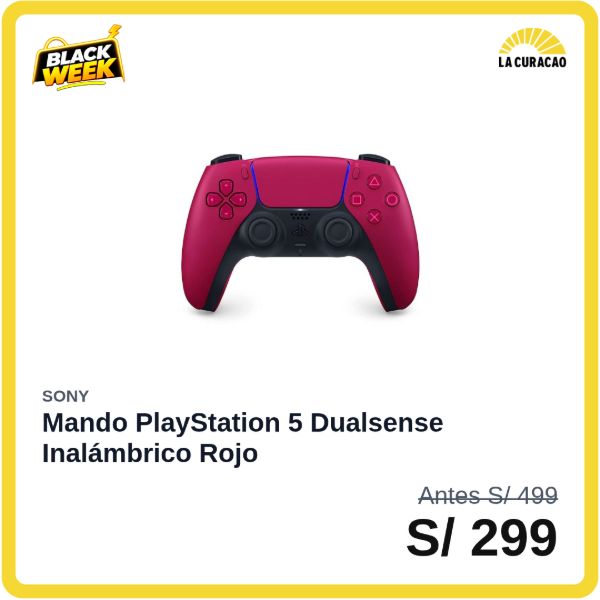 BLACK
WEEK
LA CURACAO
SONY
Mando PlayStation 5 Dualsense
Inalámbrico Rojo
Antes S/ 499
S/ 299